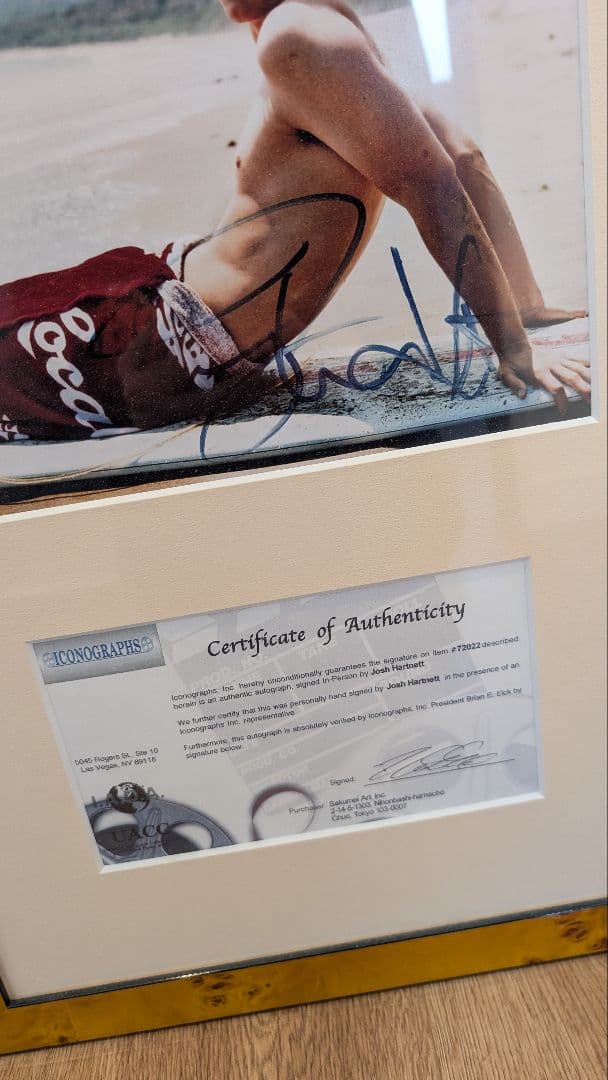 Coca
ICONOGRAPHS
Certificate of Authenticity
Iconographs, Inc. hereby unconditionally guarantees the signature on item #72022 described
herein is an authentic autograph, signed In-Person by Josh Hartnett
We further certify that this was personally hand signed by Josh Hartnett in the presence of an
Iconographs Inc. representative.
Furthermore, this autograph is absolutely verified by Iconographs, Inc. President Brian E. Eick by
signature below:
5045 Rogers St. Ste 10
Las Vegas, NV 89118
Signed:
Purchaser: Sakumei Art, Inc.
2-14-5-1303, Nihonbashi-hamacho
Chuo, Tokyo 103-0007
UACC